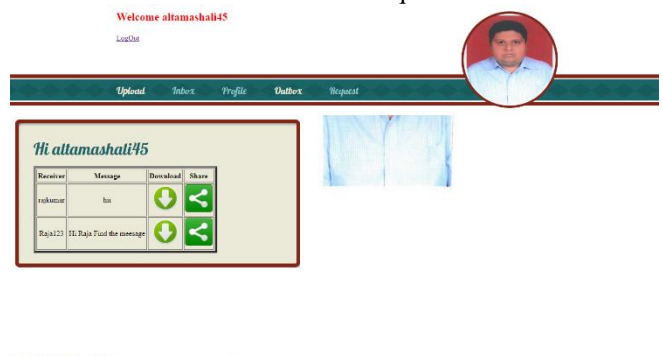 Welcome altamashali45
LogOut
Upload Inbox Profile Outbox Request
Hi altamashali45
Receiver Message Download Share
rajkumar hii
Raja123 Hi Raja Find the meesage